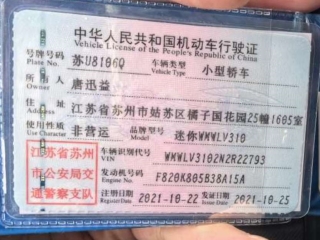 中华人民共和国机动车行驶证
Vehicle License of the People's Republic of China
号牌号码 苏U8106Q 车辆类型 小型轿车
Plate No. Vehicle Type
所有人 唐迅益
Owner
住址 江苏省苏州市姑苏区橘子国花园25幢1605室
Address
使用性质 非营运 品牌型号 迷你WMWLV310
Use Character Model
江苏省苏州
市公安局交
通警察支队
车辆识别代号 WMWLV3102N2R22793
VIN
发动机号码 F820K805B38A15A
Engine No.
注册日期 2021-10-22 发证日期 2021-10-25
Register Date Issue Date